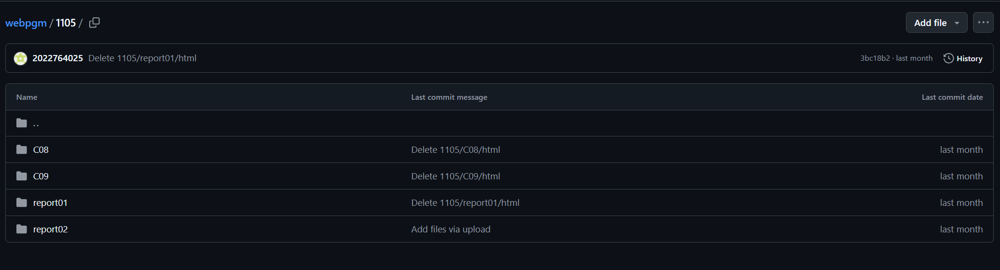 webpgm / 1105 /
Add file
2022764025 Delete 1105/report01/html
3bc18b2 · last month
History
Name Last commit message Last commit date
..
C08 Delete 1105/C08/html last month
C09 Delete 1105/C09/html last month
report01 Delete 1105/report01/html last month
report02 Add files via upload last month